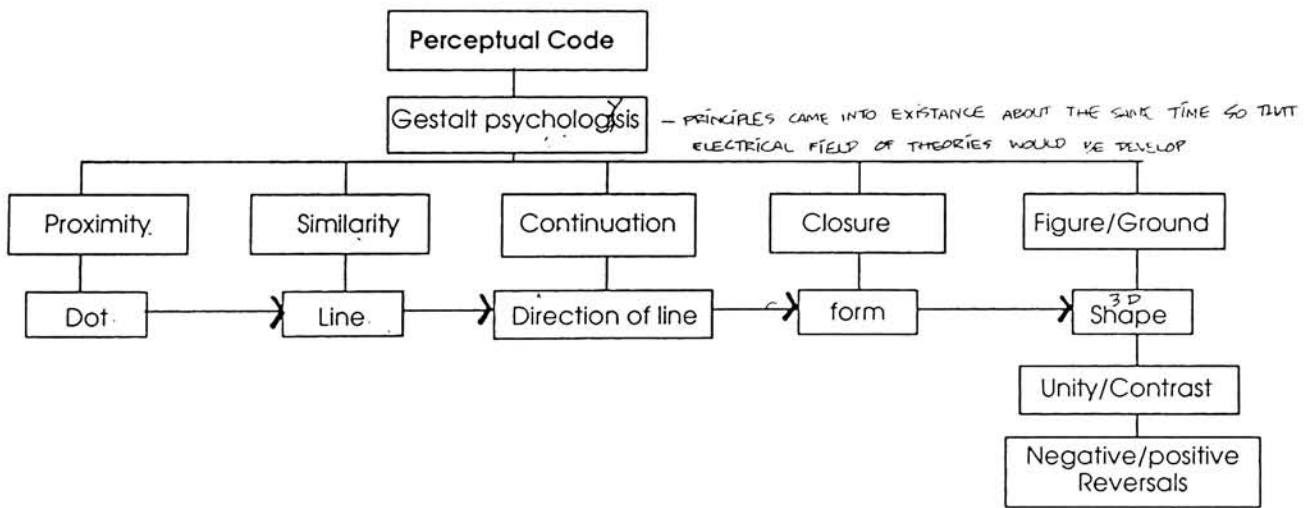 Perceptual Code
Gestalt psychology
– PRINCIPLES CAME INTO EXISTANCE ABOUT THE SAME TIME SO THAT
ELECTRICAL FIELD OF THEORIES WOULD BE DEVELOP
Proximity
Similarity
Continuation
Closure
Figure/Ground
Dot
Line
Direction of line
form
3D
Shape
Unity/Contrast
Negative/positive
Reversals